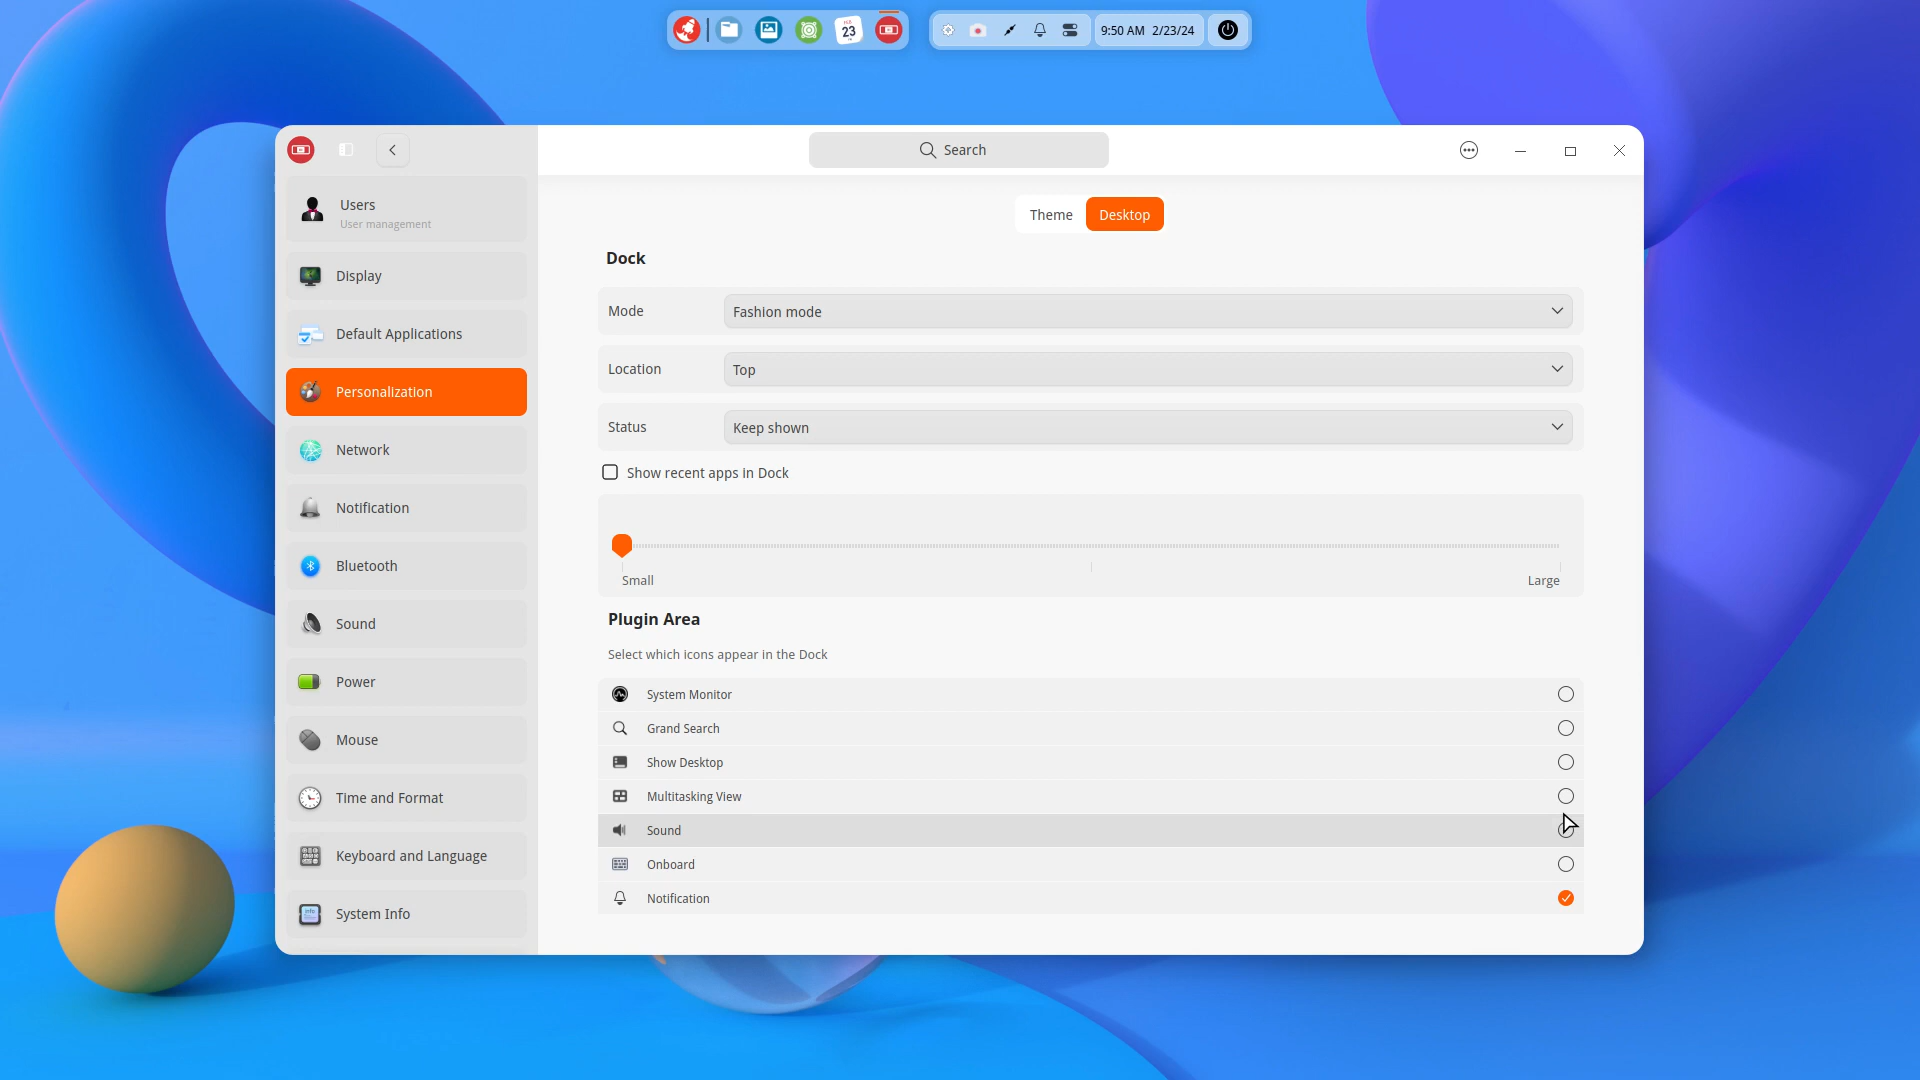 FEB
23
9:50 AM 2/23/24
Search
Users
User management
Display
Default Applications
Personalization
Network
Notification
Bluetooth
Sound
Power
Mouse
Time and Format
Keyboard and Language
System Info
Theme
Desktop
Dock
Mode
Fashion mode
Location
Top
Status
Keep shown
Show recent apps in Dock
Small
Large
Plugin Area
Select which icons appear in the Dock
System Monitor
Grand Search
Show Desktop
Multitasking View
Sound
Onboard
Notification